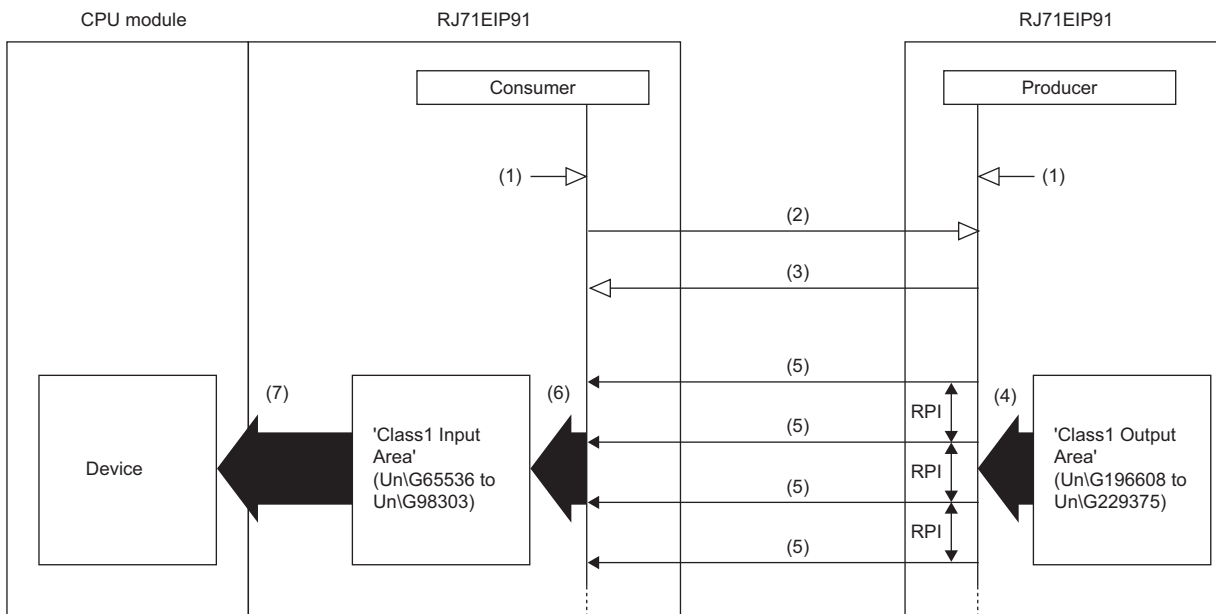 CPU module
RJ71EIP91
RJ71EIP91
Consumer
Producer
(1)
(1)
(2)
(3)
(5)
(7)
(6)
RPI
(4)
(5)
Device
'Class1 Input
Area'
(Un\G65536 to
Un\G98303)
RPI
'Class1 Output
Area'
(Un\G196608 to
Un\G229375)
(5)
RPI
(5)